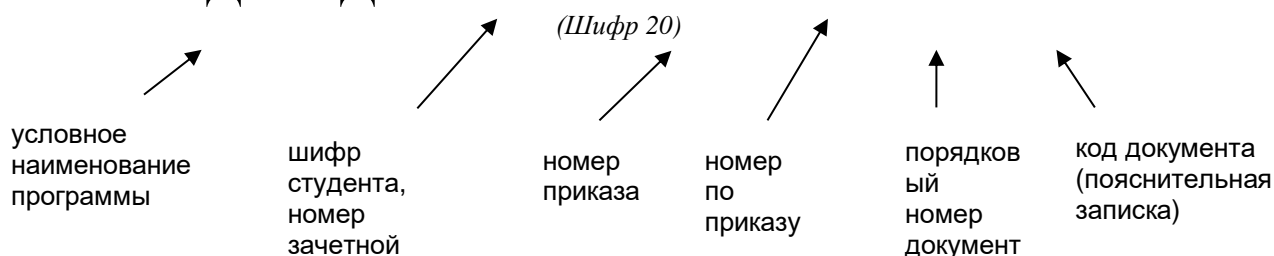 (Шифр 20)
условное
наименование
программы
шифр
студента,
номер
зачетной
номер
приказа
номер
по
приказу
порядков
ый
номер
документ
код документа
(пояснительная
записка)